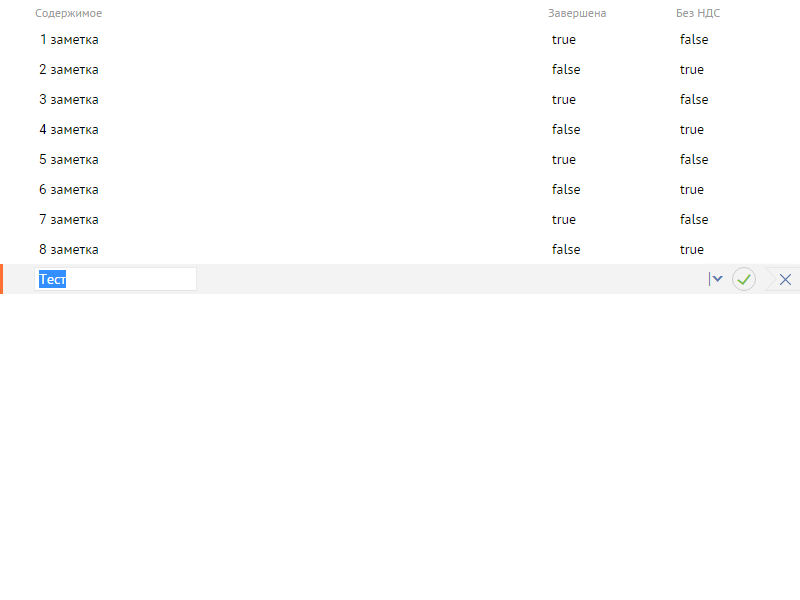 Содержимое Завершена Без НДС
1 заметка true false
2 заметка false true
3 заметка true false
4 заметка false true
5 заметка true false
6 заметка false true
7 заметка true false
8 заметка false true
Тест